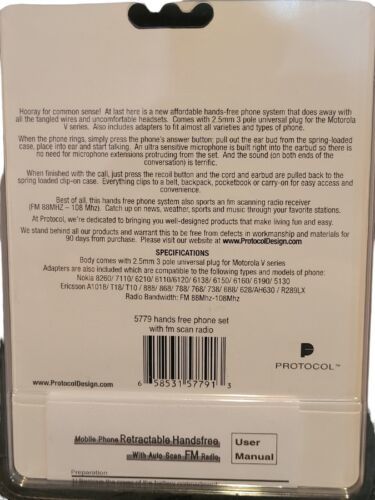 Hooray for common sense! At last here is a new affordable hands-free phone system that does away with
all the tangled wires and uncomfortable headsets. Comes with 2.5mm 3 pole universal plug for the Motorola
V series. Also includes adapters to fit almost all varieties and types of phone.
When the phone rings, simply press the phone's answer button; pull out the ear bud from the spring-loaded
case, place into ear and start talking. An ultra sensitive microphone is built right into the earbud so there is
no need for microphone extensions protruding from the set. And the sound (on both ends of the
conversation) is terrific.
When finished with the call, just press the recoil button and the cord and earbud are pulled back to the
spring loaded clip-on case. Everything clips to a belt, backpack, pocketbook or carry-on for easy access and
convenience.
Best of all, this hands free phone system also sports an fm scanning radio receiver
(FM 88MHZ – 108 Mhz). Catch up on news, weather, sports and music through your favorite stations.
At Protocol, we're dedicated to bringing you well-designed products that make living fun and easy.
We stand behind all our products and warrant this to be free from defects in workmanship and materials for
90 days from purchase. Please visit our website at www.ProtocolDesign.com.
SPECIFICATIONS
Body comes with 2.5mm 3 pole universal plug for Motorola V series
Adapters are also included which are compatible to the following types and models of phone:
Nokia 8260/ 7110/ 6210/ 6110/6120/ 6138/ 6150/ 6160/ 6190/ 5130
Ericsson A1018/ T18/ T10 / 888/ 868/ 788/ 768/ 738/ 688/ 628/AH630 / R289LX
Radio Bandwidth: FM 88Mhz-108Mhz
5779 hands free phone set
with fm scan radio
PROTOCOL™
www.ProtocolDesign.com
6 58531 57791 3
Mobile Phone Retractable Handsfree
With Auto Scan FM Radio
User
Manual
Preparation